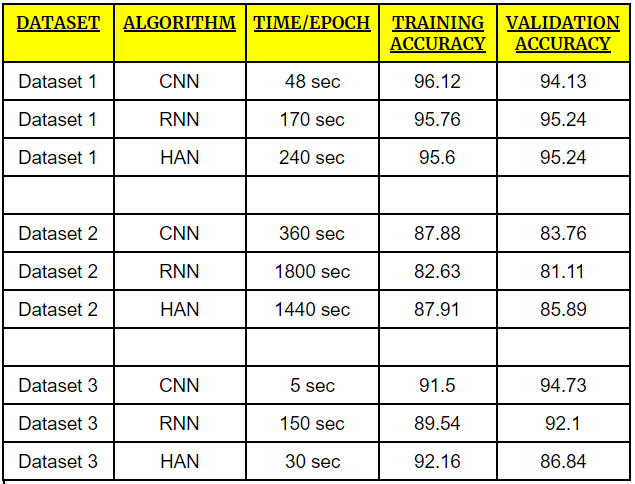 DATASET ALGORITHM TIME/EPOCH TRAINING ACCURACY VALIDATION ACCURACY
Dataset 1 CNN 48 sec 96.12 94.13
Dataset 1 RNN 170 sec 95.76 95.24
Dataset 1 HAN 240 sec 95.6 95.24
Dataset 2 CNN 360 sec 87.88 83.76
Dataset 2 RNN 1800 sec 82.63 81.11
Dataset 2 HAN 1440 sec 87.91 85.89
Dataset 3 CNN 5 sec 91.5 94.73
Dataset 3 RNN 150 sec 89.54 92.1
Dataset 3 HAN 30 sec 92.16 86.84